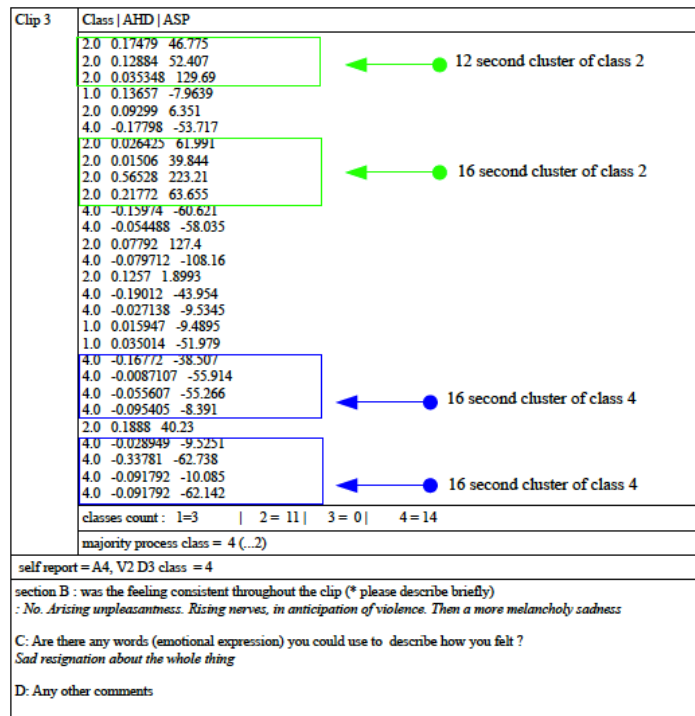 Clip 3
Class | AHD | ASP
2.0 0.17479 46.775
2.0 0.12884 52.407
2.0 0.035348 129.69
12 second cluster of class 2
1.0 0.13657 -7.9639
2.0 0.09299 6.351
4.0 -0.17798 -53.717
2.0 0.026425 61.991
2.0 0.01506 39.844
2.0 0.56528 223.21
2.0 0.21772 63.655
16 second cluster of class 2
4.0 -0.15974 -60.621
4.0 -0.054488 -58.035
2.0 0.07792 127.4
4.0 -0.079712 -108.16
2.0 0.1257 1.8993
4.0 -0.19012 -43.954
4.0 -0.027138 -9.5345
1.0 0.015947 -9.4895
1.0 0.035014 -51.979
4.0 -0.16772 -38.507
4.0 -0.0087107 -55.914
4.0 -0.055607 -55.266
4.0 -0.095405 -8.391
16 second cluster of class 4
2.0 0.1888 40.23
4.0 -0.028949 -9.5251
4.0 -0.33781 -62.738
4.0 -0.091792 -10.085
4.0 -0.091792 -62.142
16 second cluster of class 4
classes count : 1=3 | 2 = 11 | 3 = 0 | 4 = 14
majority process class = 4 (...2)
self report = A4, V2 D3 class = 4
section B : was the feeling consistent throughout the clip (* please describe briefly)
: No. Arising unpleasantness. Rising nerves, in anticipation of violence. Then a more melancholy sadness
C: Are there any words (emotional expression) you could use to describe how you felt ?
Sad resignation about the whole thing
D: Any other comments